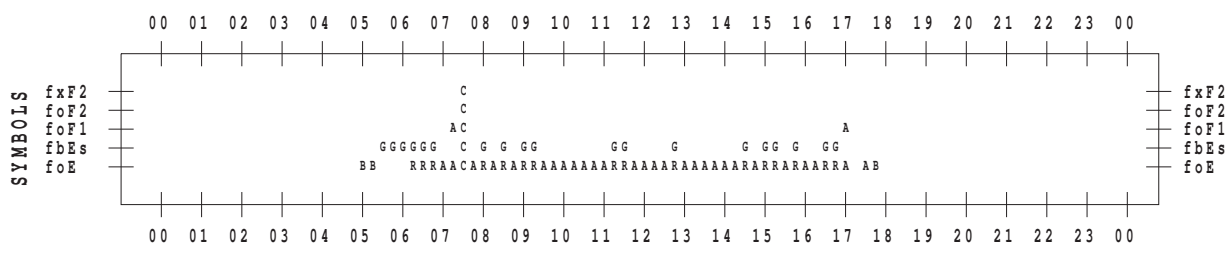 00 01 02 03 04 05 06 07 08 09 10 11 12 13 14 15 16 17 18 19 20 21 22 23 00
SYMBOLS
fxF2 C fxF2
foF2 C foF2
foF1 AC A foF1
fbEs GGGGGG C G G GG GG G G GG G GG fbEs
foE BB RRRAACARARARRAAAAAAARRAAAARAAAAAARARRARAARRA AB foE
00 01 02 03 04 05 06 07 08 09 10 11 12 13 14 15 16 17 18 19 20 21 22 23 00